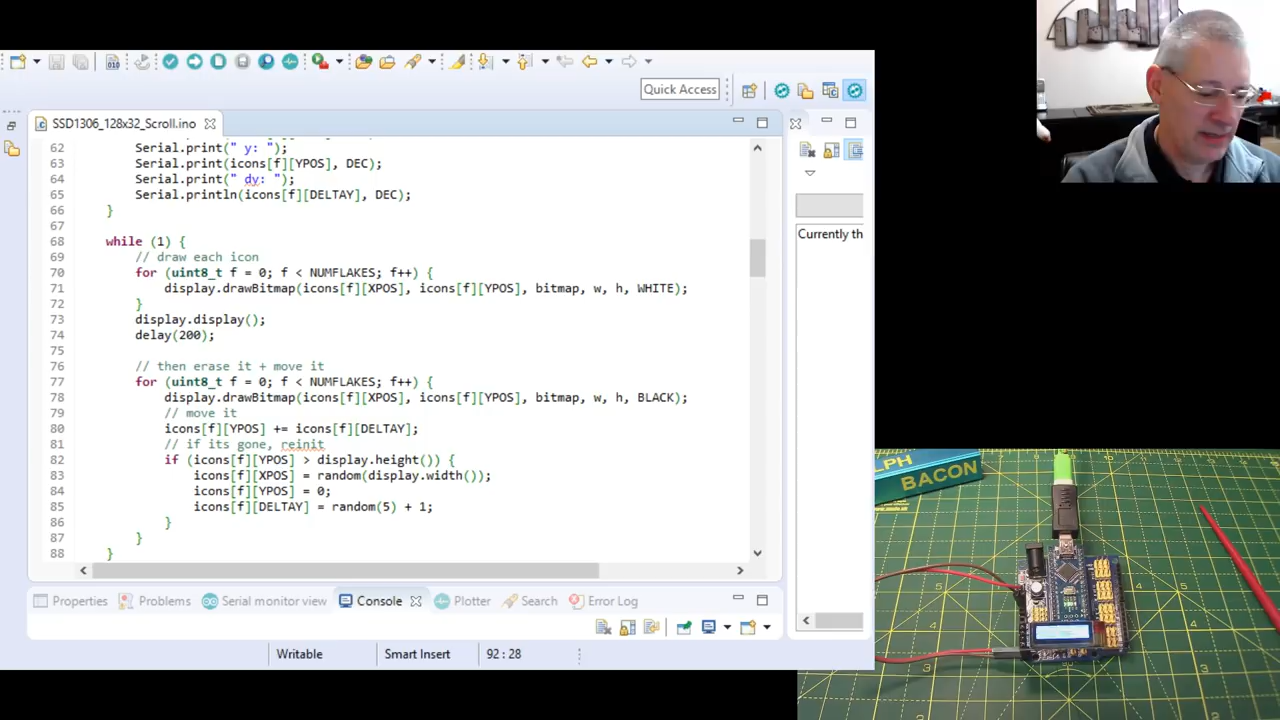 Quick Access
SSD1306_128x32_Scroll.ino
62 Serial.print(" y: ");
63 Serial.print(icons[f][YPOS], DEC);
64 Serial.print(" dy: ");
65 Serial.println(icons[f][DELTAY], DEC);
66 }
67
68 while (1) {
69 // draw each icon
70 for (uint8_t f = 0; f < NUMFLAKES; f++) {
71 display.drawBitmap(icons[f][XPOS], icons[f][YPOS], bitmap, w, h, WHITE);
72 }
73 display.display();
74 delay(200);
75
76 // then erase it + move it
77 for (uint8_t f = 0; f < NUMFLAKES; f++) {
78 display.drawBitmap(icons[f][XPOS], icons[f][YPOS], bitmap, w, h, BLACK);
79 // move it
80 icons[f][YPOS] += icons[f][DELTAY];
81 // if its gone, reinit
82 if (icons[f][YPOS] > display.height()) {
83 icons[f][XPOS] = random(display.width());
84 icons[f][YPOS] = 0;
85 icons[f][DELTAY] = random(5) + 1;
86 }
87 }
88 }
Currently th
Properties Problems Serial monitor view Console Plotter Search Error Log
Writable Smart Insert 92 : 28
LPH
BACON